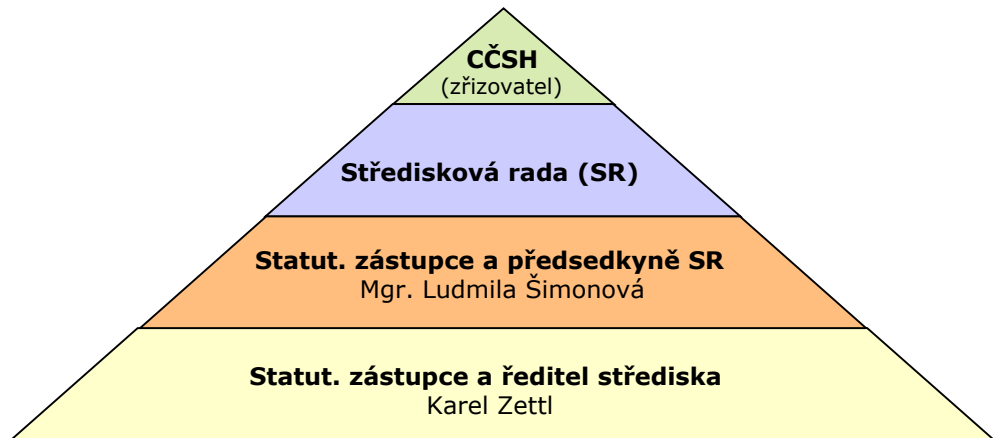 CČSH
(zřizovatel)
Středisková rada (SR)
Statut. zástupce a předsedkyně SR
Mgr. Ludmila Šimonová
Statut. zástupce a ředitel střediska
Karel Zettl